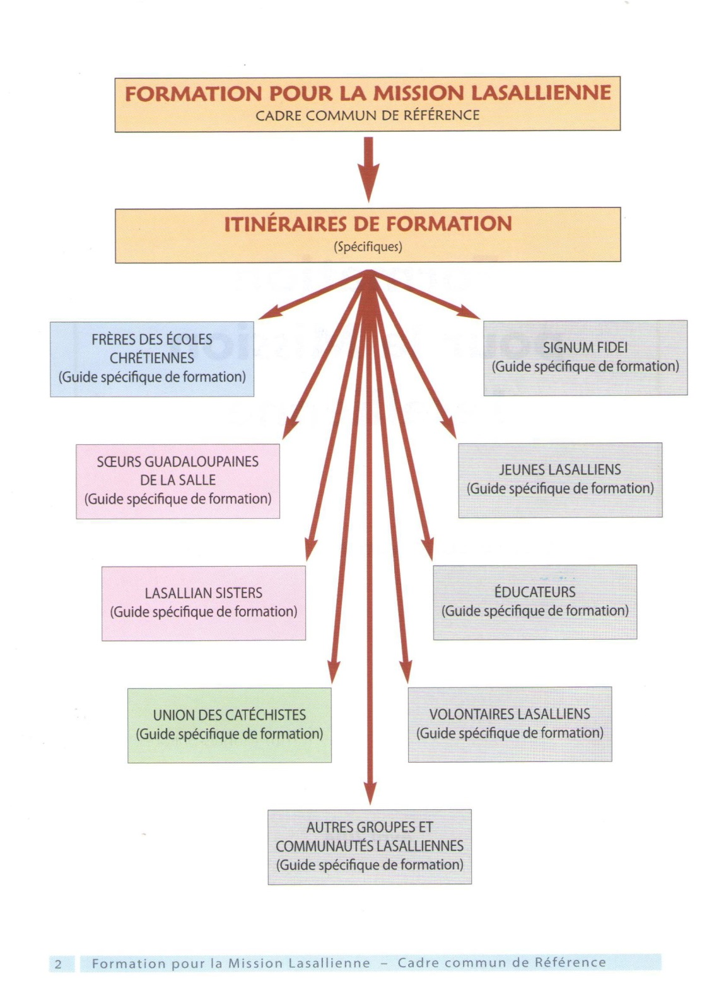 FORMATION POUR LA MISSION LASALLIENNE
CADRE COMMUN DE RÉFÉRENCE
ITINÉRAIRES DE FORMATION
(Spécifiques)
FRÈRES DES ÉCOLES
CHRÉTIENNES
(Guide spécifique de formation)
SIGNUM FIDEI
(Guide spécifique de formation)
SŒURS GUADALOUPAINES
DE LA SALLE
(Guide spécifique de formation)
JEUNES LASALLIENS
(Guide spécifique de formation)
LASALLIAN SISTERS
(Guide spécifique de formation)
ÉDUCATEURS
(Guide spécifique de formation)
UNION DES CATÉCHISTES
(Guide spécifique de formation)
VOLONTAIRES LASALLIENS
(Guide spécifique de formation)
AUTRES GROUPES ET
COMMUNAUTÉS LASALLIENNES
(Guide spécifique de formation)
2 Formation pour la Mission Lasallienne – Cadre commun de Référence